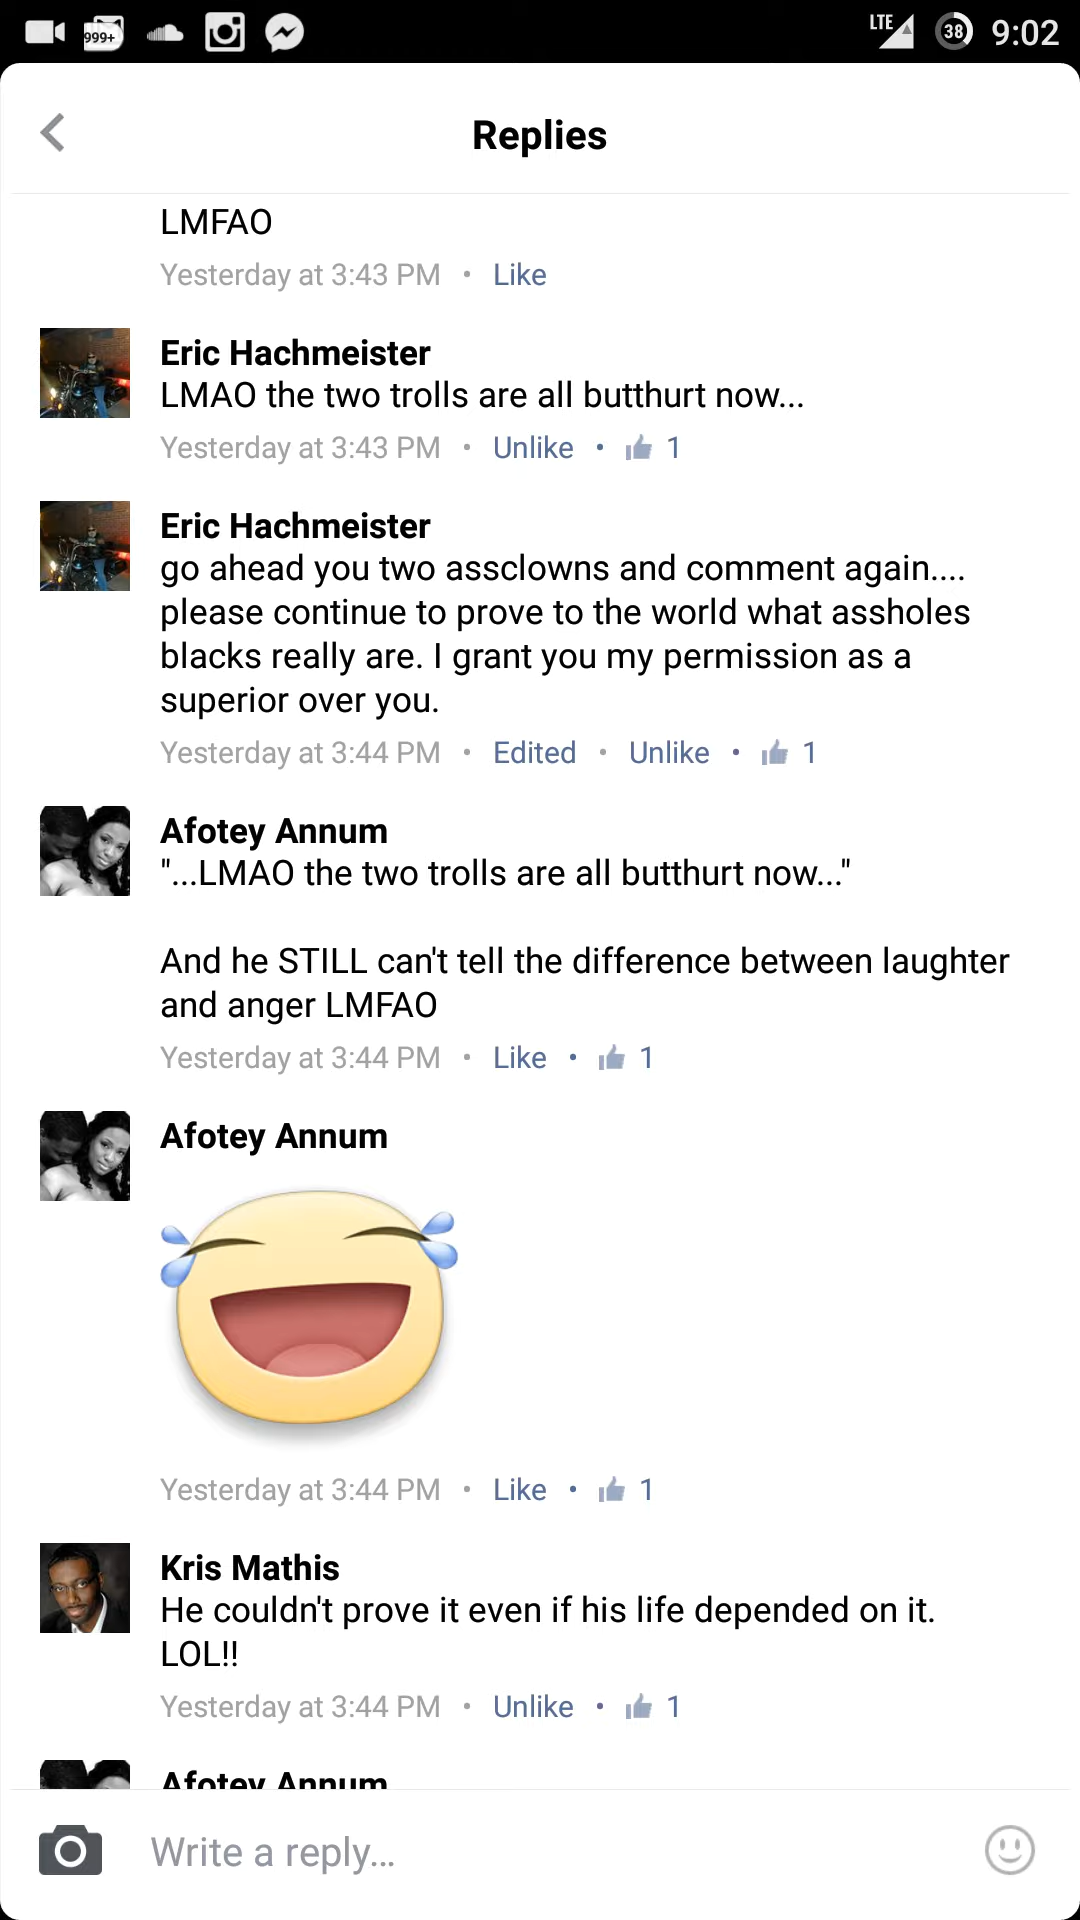 999+
LTE
38
9:02
Replies
LMFAO
Yesterday at 3:43 PM • Like
Eric Hachmeister
LMAO the two trolls are all butthurt now...
Yesterday at 3:43 PM • Unlike • 1
Eric Hachmeister
go ahead you two assclowns and comment again....
please continue to prove to the world what assholes
blacks really are. I grant you my permission as a
superior over you.
Yesterday at 3:44 PM • Edited • Unlike • 1
Afotey Annum
"...LMAO the two trolls are all butthurt now..."
And he STILL can't tell the difference between laughter
and anger LMFAO
Yesterday at 3:44 PM • Like • 1
Afotey Annum
Yesterday at 3:44 PM • Like • 1
Kris Mathis
He couldn't prove it even if his life depended on it.
LOL!!
Yesterday at 3:44 PM • Unlike • 1
Afotey Annum
Write a reply...